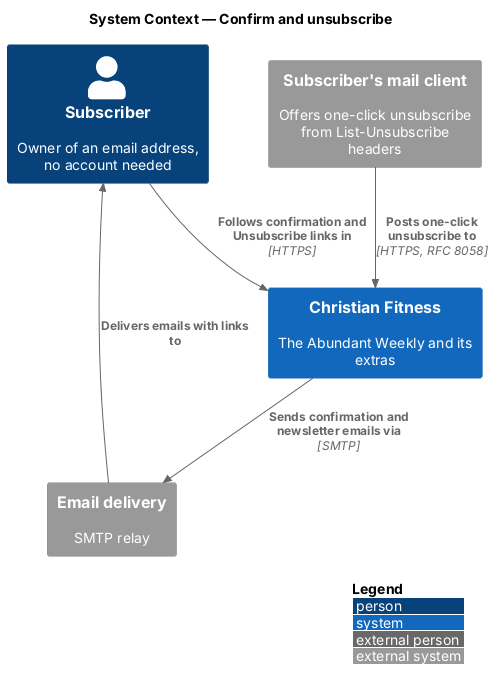 System Context — Confirm and unsubscribe
Subscriber
Owner of an email address,
no account needed
Subscriber's mail client
Offers one-click unsubscribe
from List-Unsubscribe
headers
Follows confirmation and
Unsubscribe links in
[HTTPS]
Posts one-click
unsubscribe to
[HTTPS, RFC 8058]
Christian Fitness
The Abundant Weekly and its
extras
Delivers emails with links
to
Sends confirmation and
newsletter emails via
[SMTP]
Email delivery
SMTP relay
Legend
person
system
external person
external system